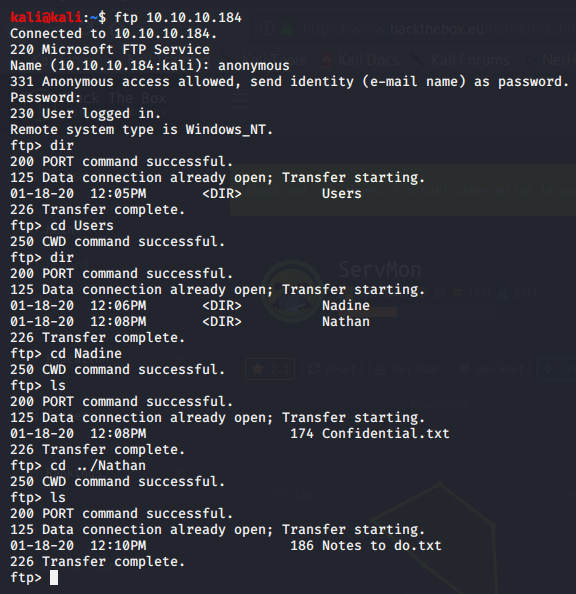 kali@kali:~$ ftp 10.10.10.184
Connected to 10.10.10.184.
220 Microsoft FTP Service
Name (10.10.10.184:kali): anonymous
331 Anonymous access allowed, send identity (e-mail name) as password.
Password:
230 User logged in.
Remote system type is Windows_NT.
ftp> dir
200 PORT command successful.
125 Data connection already open; Transfer starting.
01-18-20  12:05PM       <DIR>          Users
226 Transfer complete.
ftp> cd Users
250 CWD command successful.
ftp> dir
200 PORT command successful.
125 Data connection already open; Transfer starting.
01-18-20  12:06PM       <DIR>          Nadine
01-18-20  12:08PM       <DIR>          Nathan
226 Transfer complete.
ftp> cd Nadine
250 CWD command successful.
ftp> ls
200 PORT command successful.
125 Data connection already open; Transfer starting.
01-18-20  12:08PM                  174 Confidential.txt
226 Transfer complete.
ftp> cd ../Nathan
250 CWD command successful.
ftp> ls
200 PORT command successful.
125 Data connection already open; Transfer starting.
01-18-20  12:10PM                  186 Notes to do.txt
226 Transfer complete.
ftp>
ServMon